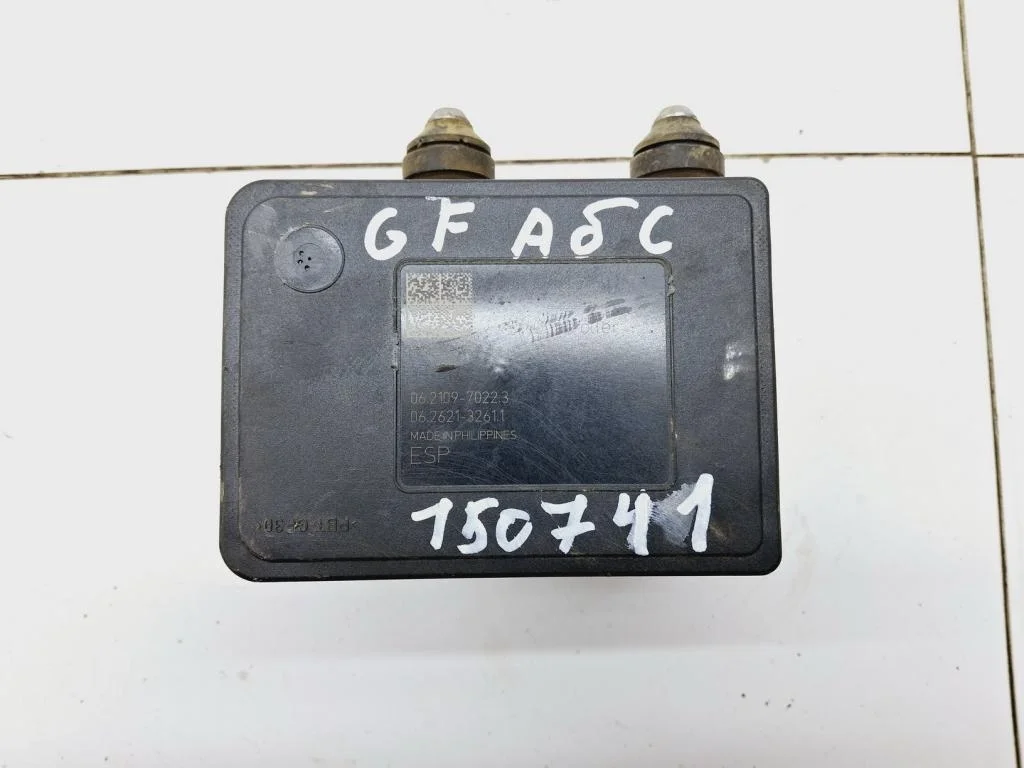 GF АбС
06.2109-7022.3
06.2621-3261.1
MADE IN PHILIPPINES
ESP
150741
>PBT-GF30<